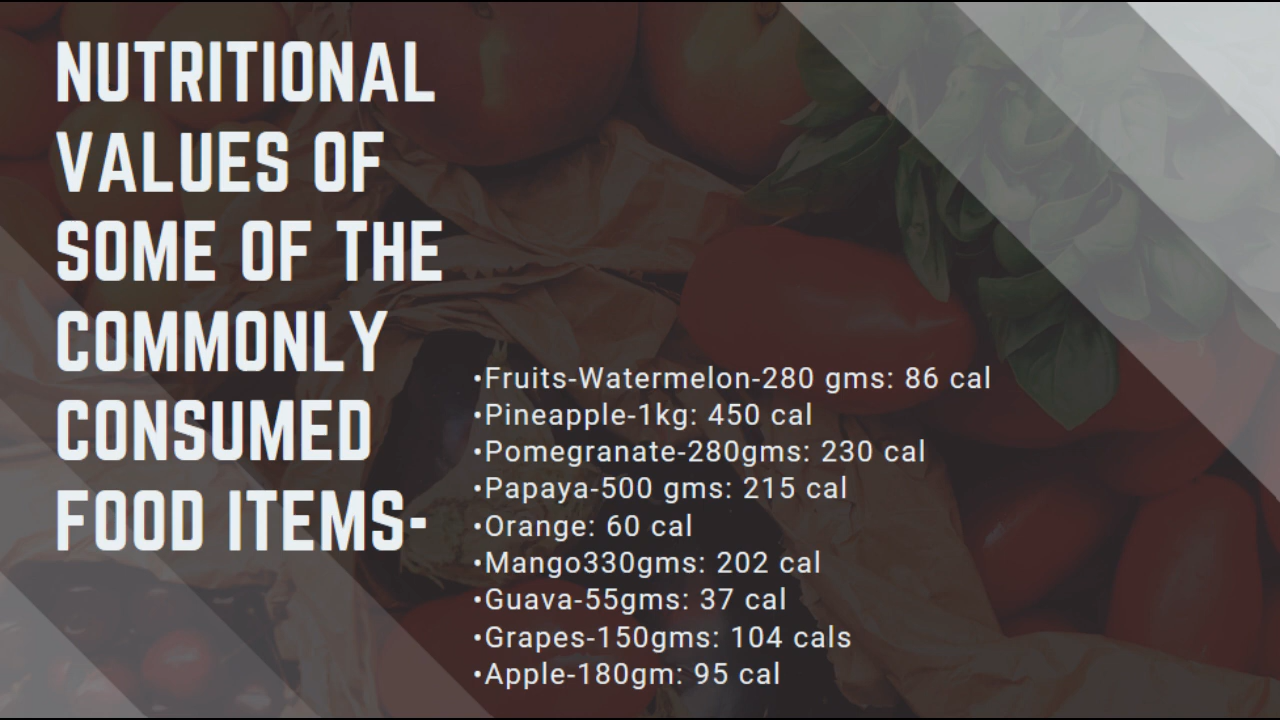 NUTRITIONAL
VALUES OF
SOME OF THE
COMMONLY
CONSUMED
FOOD ITEMS-
•Fruits-Watermelon-280 gms: 86 cal
•Pineapple-1kg: 450 cal
•Pomegranate-280gms: 230 cal
•Papaya-500 gms: 215 cal
•Orange: 60 cal
•Mango330gms: 202 cal
•Guava-55gms: 37 cal
•Grapes-150gms: 104 cals
•Apple-180gm: 95 cal